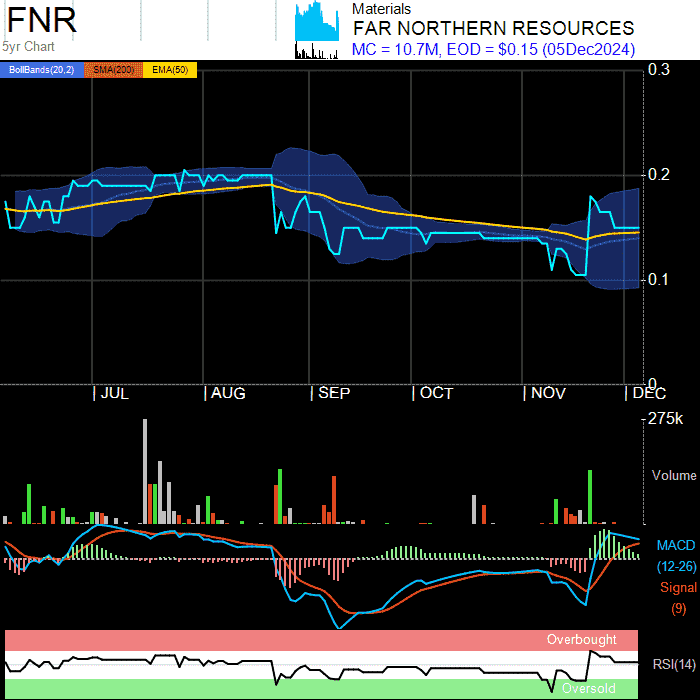 FNR
5yr Chart
Materials
FAR NORTHERN RESOURCES
MC = 10.7M, EOD = $0.15 (05Dec2024)
BollBands(20,2) SMA(200) EMA(50)
0.3
0.2
0.1
0
JUL AUG SEP OCT NOV DEC
275k
Volume
MACD
(12-26)
Signal
(9)
Overbought
RSI(14)
Oversold